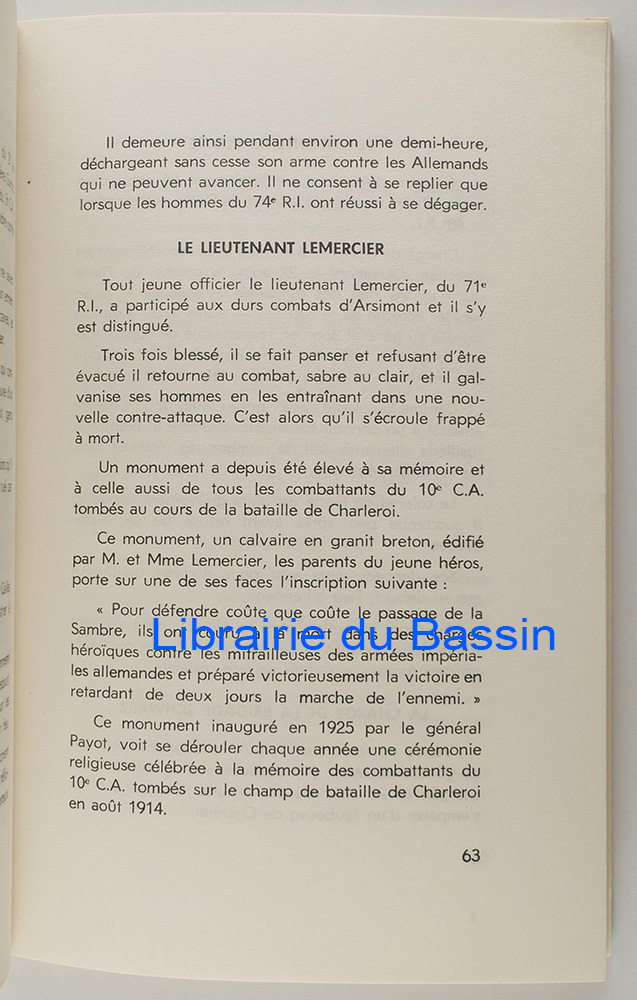 Il demeure ainsi pendant environ une demi-heure,
déchargeant sans cesse son arme contre les Allemands
qui ne peuvent avancer. Il ne consent à se replier que
lorsque les hommes du 74e R.I. ont réussi à se dégager.
LE LIEUTENANT LEMERCIER
Tout jeune officier le lieutenant Lemercier, du 71e
R.I., a participé aux durs combats d'Arsimont et il s'y
est distingué.
Trois fois blessé, il se fait panser et refusant d'être
évacué il retourne au combat, sabre au clair, et il gal-
vanise ses hommes en les entraînant dans une nou-
velle contre-attaque. C'est alors qu'il s'écroule frappé
à mort.
Un monument a depuis été élevé à sa mémoire et
à celle aussi de tous les combattants du 10e C.A.
tombés au cours de la bataille de Charleroi.
Ce monument, un calvaire en granit breton, édifié
par M. et Mme Lemercier, les parents du jeune héros,
porte sur une de ses faces l'inscription suivante :
« Pour défendre coûte que coûte le passage de la
Sambre, ils ont couru à la mort dans des charges
Librairie du Bassin
héroïques contre les mitrailleuses des armées impéria-
les allemandes et préparé victorieusement la victoire en
retardant de deux jours la marche de l'ennemi. »
Ce monument inauguré en 1925 par le général
Payot, voit se dérouler chaque année une cérémonie
religieuse célébrée à la mémoire des combattants du
10e C.A. tombés sur le champ de bataille de Charleroi
en août 1914.
63